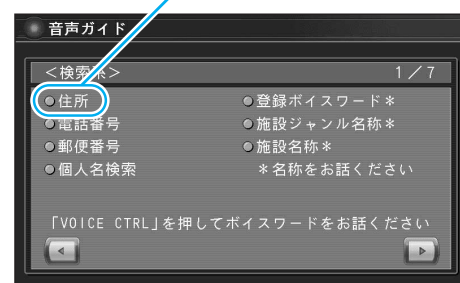 音声ガイド
＜検索系＞ 1／7
住所 登録ボイスワード＊
電話番号 施設ジャンル名称＊
郵便番号 施設名称＊
個人名検索 ＊名称をお話ください
「VOICE CTRL」を押してボイスワードをお話ください